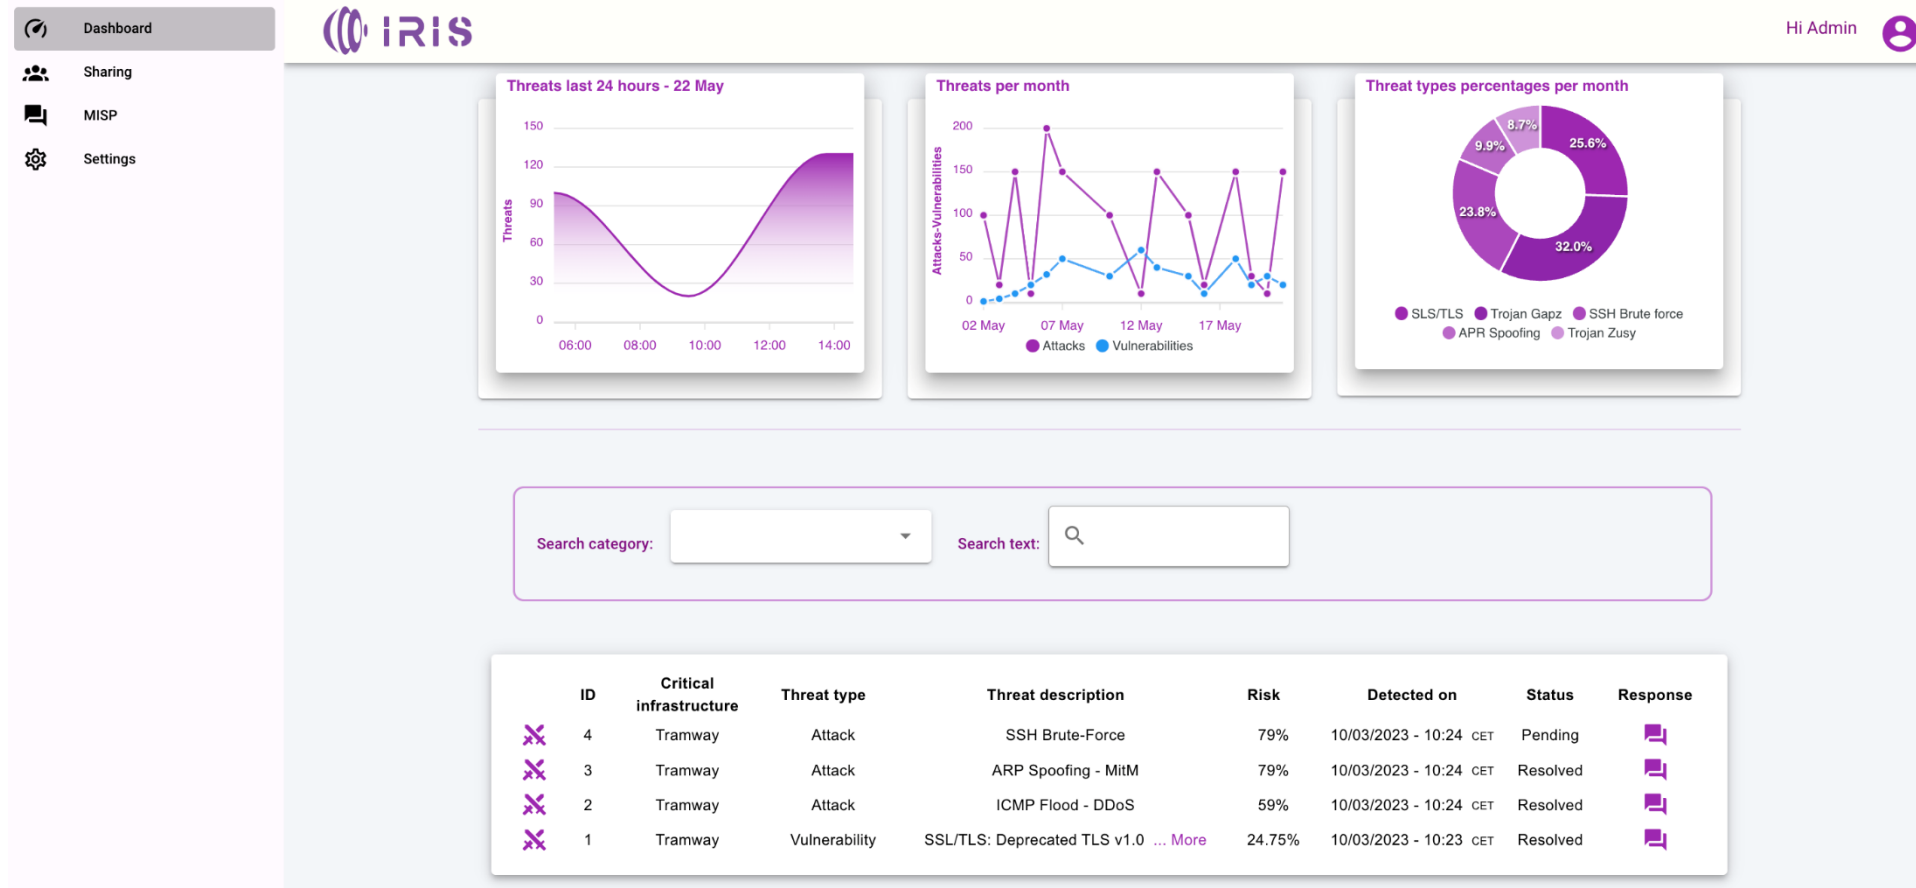 Dashboard
Sharing
MISP
Settings
IRIS
Hi Admin
Threats last 24 hours - 22 May
Threats
150
120
90
60
30
0
06:00 08:00 10:00 12:00 14:00
Threats per month
Attacks-Vulnerabilities
200
150
100
50
0
02 May 07 May 12 May 17 May
Attacks Vulnerabilities
Threat types percentages per month
8.7%
25.6%
9.9%
23.8%
32.0%
SLS/TLS Trojan Gapz SSH Brute force
APR Spoofing Trojan Zusy
Search category:
Search text:
ID Critical infrastructure Threat type Threat description Risk Detected on Status Response
4 Tramway Attack SSH Brute-Force 79% 10/03/2023 - 10:24 CET Pending
3 Tramway Attack ARP Spoofing - MitM 79% 10/03/2023 - 10:24 CET Resolved
2 Tramway Attack ICMP Flood - DDoS 59% 10/03/2023 - 10:24 CET Resolved
1 Tramway Vulnerability SSL/TLS: Deprecated TLS v1.0 ... More 24.75% 10/03/2023 - 10:23 CET Resolved